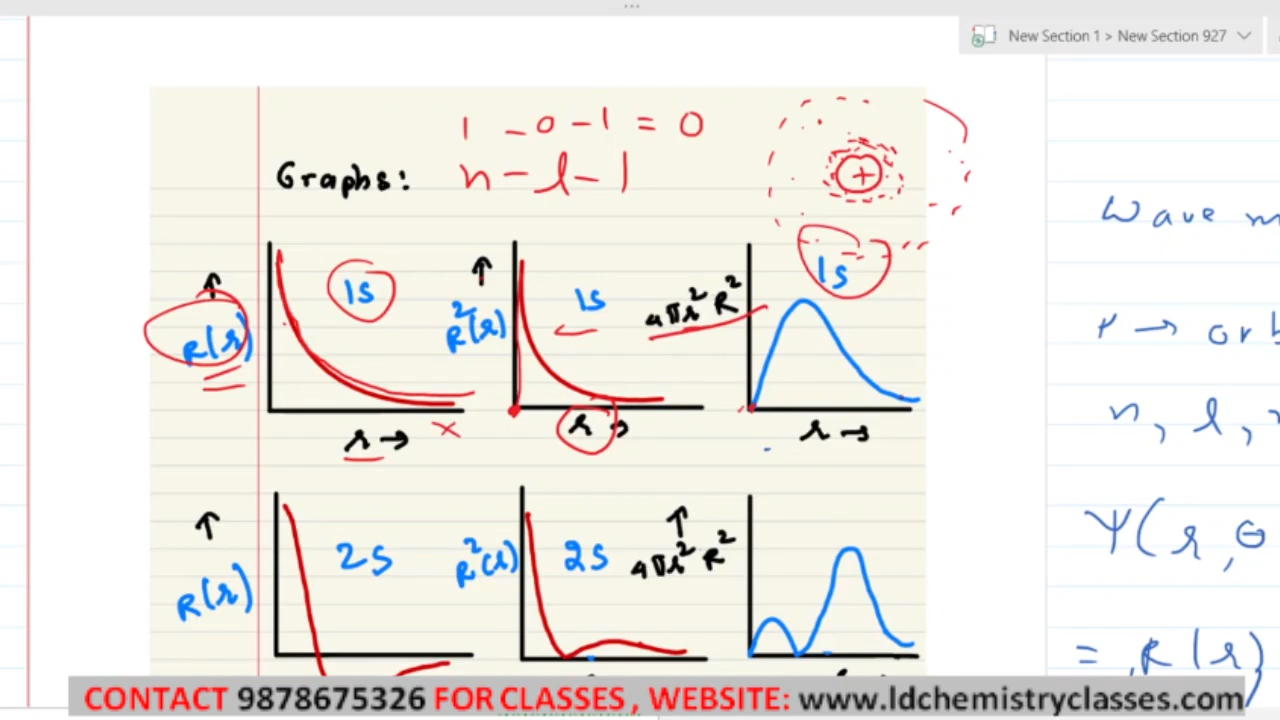 New Section 1 > New Section 927
1 - 0 - 1 = 0
Graphs: n - l - 1
+
Wave m
R(r) 1s R²(r) 1s 4πr²R² 1s
r → r → r →
ψ → orb
n, l,
R(r) 2s R²(r) 2s 4πr²R²
Ψ(r, θ
= R(r)
CONTACT 9878675326 FOR CLASSES , WEBSITE: www.ldchemistryclasses.com